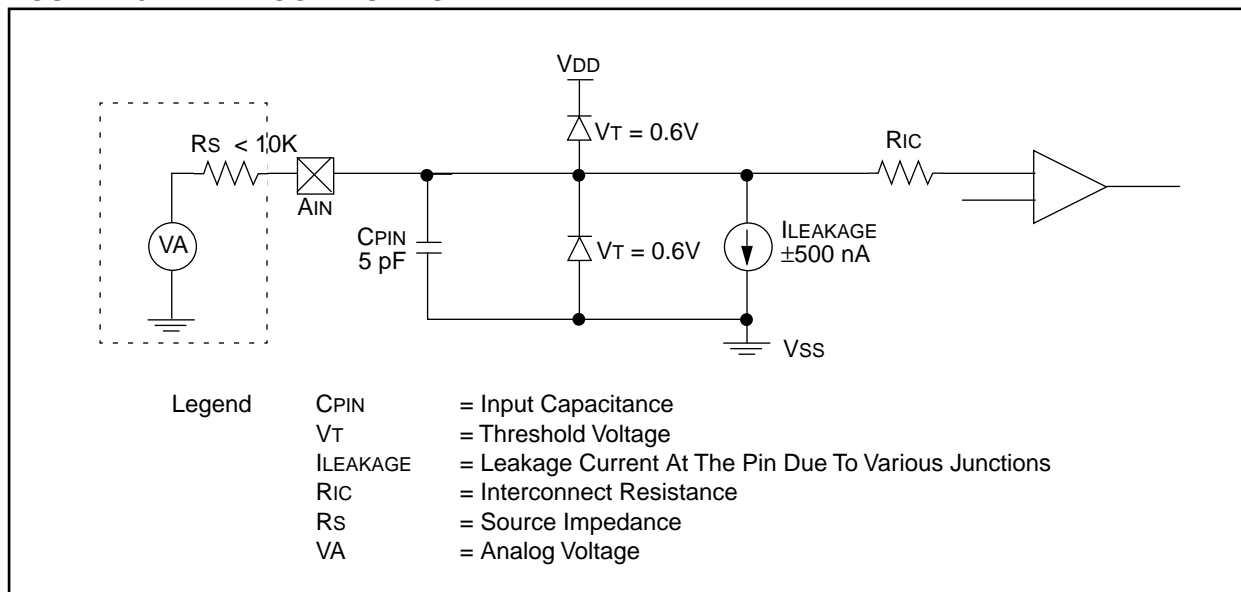 VDD
VT = 0.6V
RS < 10K
RIC
AIN
CPIN
5 pF
VT = 0.6V
ILEAKAGE
±500 nA
VA
VSS
Legend
CPIN = Input Capacitance
VT = Threshold Voltage
ILEAKAGE = Leakage Current At The Pin Due To Various Junctions
RIC = Interconnect Resistance
RS = Source Impedance
VA = Analog Voltage